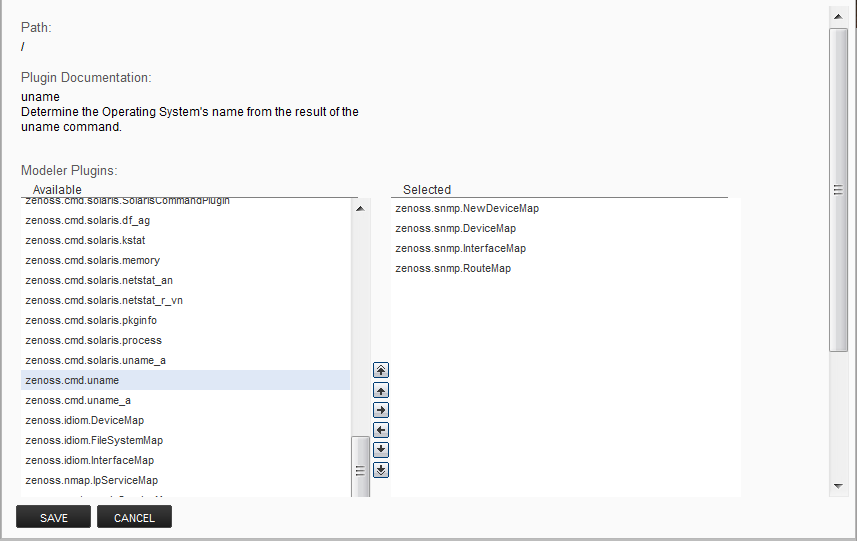 Path:
/
Plugin Documentation:
uname
Determine the Operating System's name from the result of the
uname command.
Modeler Plugins:
Available
zenoss.cmd.solaris.SolarisCommandPlugin
zenoss.cmd.solaris.df_ag
zenoss.cmd.solaris.kstat
zenoss.cmd.solaris.memory
zenoss.cmd.solaris.netstat_an
zenoss.cmd.solaris.netstat_r_vn
zenoss.cmd.solaris.pkginfo
zenoss.cmd.solaris.process
zenoss.cmd.solaris.uname_a
zenoss.cmd.uname
zenoss.cmd.uname_a
zenoss.idiom.DeviceMap
zenoss.idiom.FileSystemMap
zenoss.idiom.InterfaceMap
zenoss.nmap.IpServiceMap
Selected
zenoss.snmp.NewDeviceMap
zenoss.snmp.DeviceMap
zenoss.snmp.InterfaceMap
zenoss.snmp.RouteMap
SAVE CANCEL